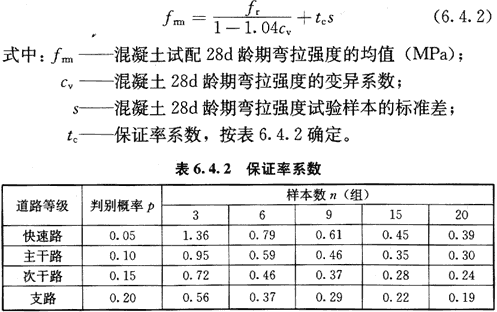 f_rm = f_r / (1－1.04c_v) + t_c s (6.4.2)
式中：f_rm——混凝土试配 28d 龄期弯拉强度的均值（MPa）；
c_v——混凝土 28d 龄期弯拉强度的变异系数；
s——混凝土 28d 龄期弯拉强度试验样本的标准差；
t_c——保证率系数，按表 6.4.2 确定。
表 6.4.2 保证率系数
道路等级 判别概率 p 样本数 n（组）
3 6 9 15 20
快速路 0.05 1.36 0.79 0.61 0.45 0.39
主干路 0.10 0.95 0.59 0.46 0.35 0.30
次干路 0.15 0.72 0.46 0.37 0.28 0.24
支路 0.20 0.56 0.37 0.29 0.22 0.19